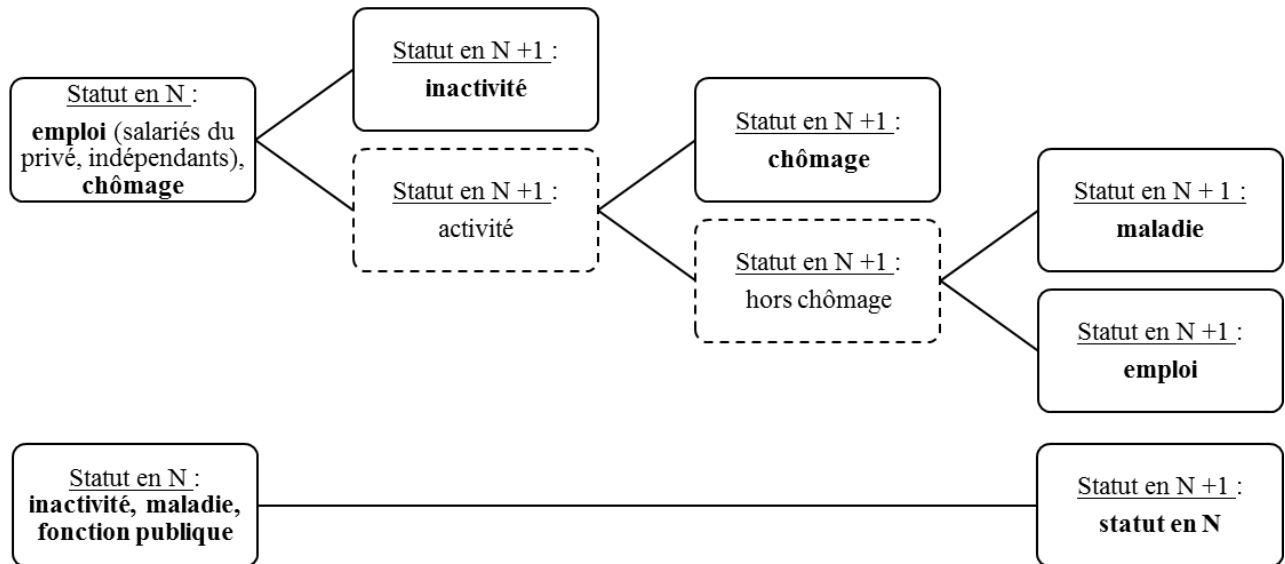 Statut en N :
emploi (salariés du
privé, indépendants),
chômage
Statut en N +1 :
inactivité
Statut en N +1 :
activité
Statut en N +1 :
chômage
Statut en N +1 :
hors chômage
Statut en N + 1 :
maladie
Statut en N +1 :
emploi
Statut en N :
inactivité, maladie,
fonction publique
Statut en N +1 :
statut en N